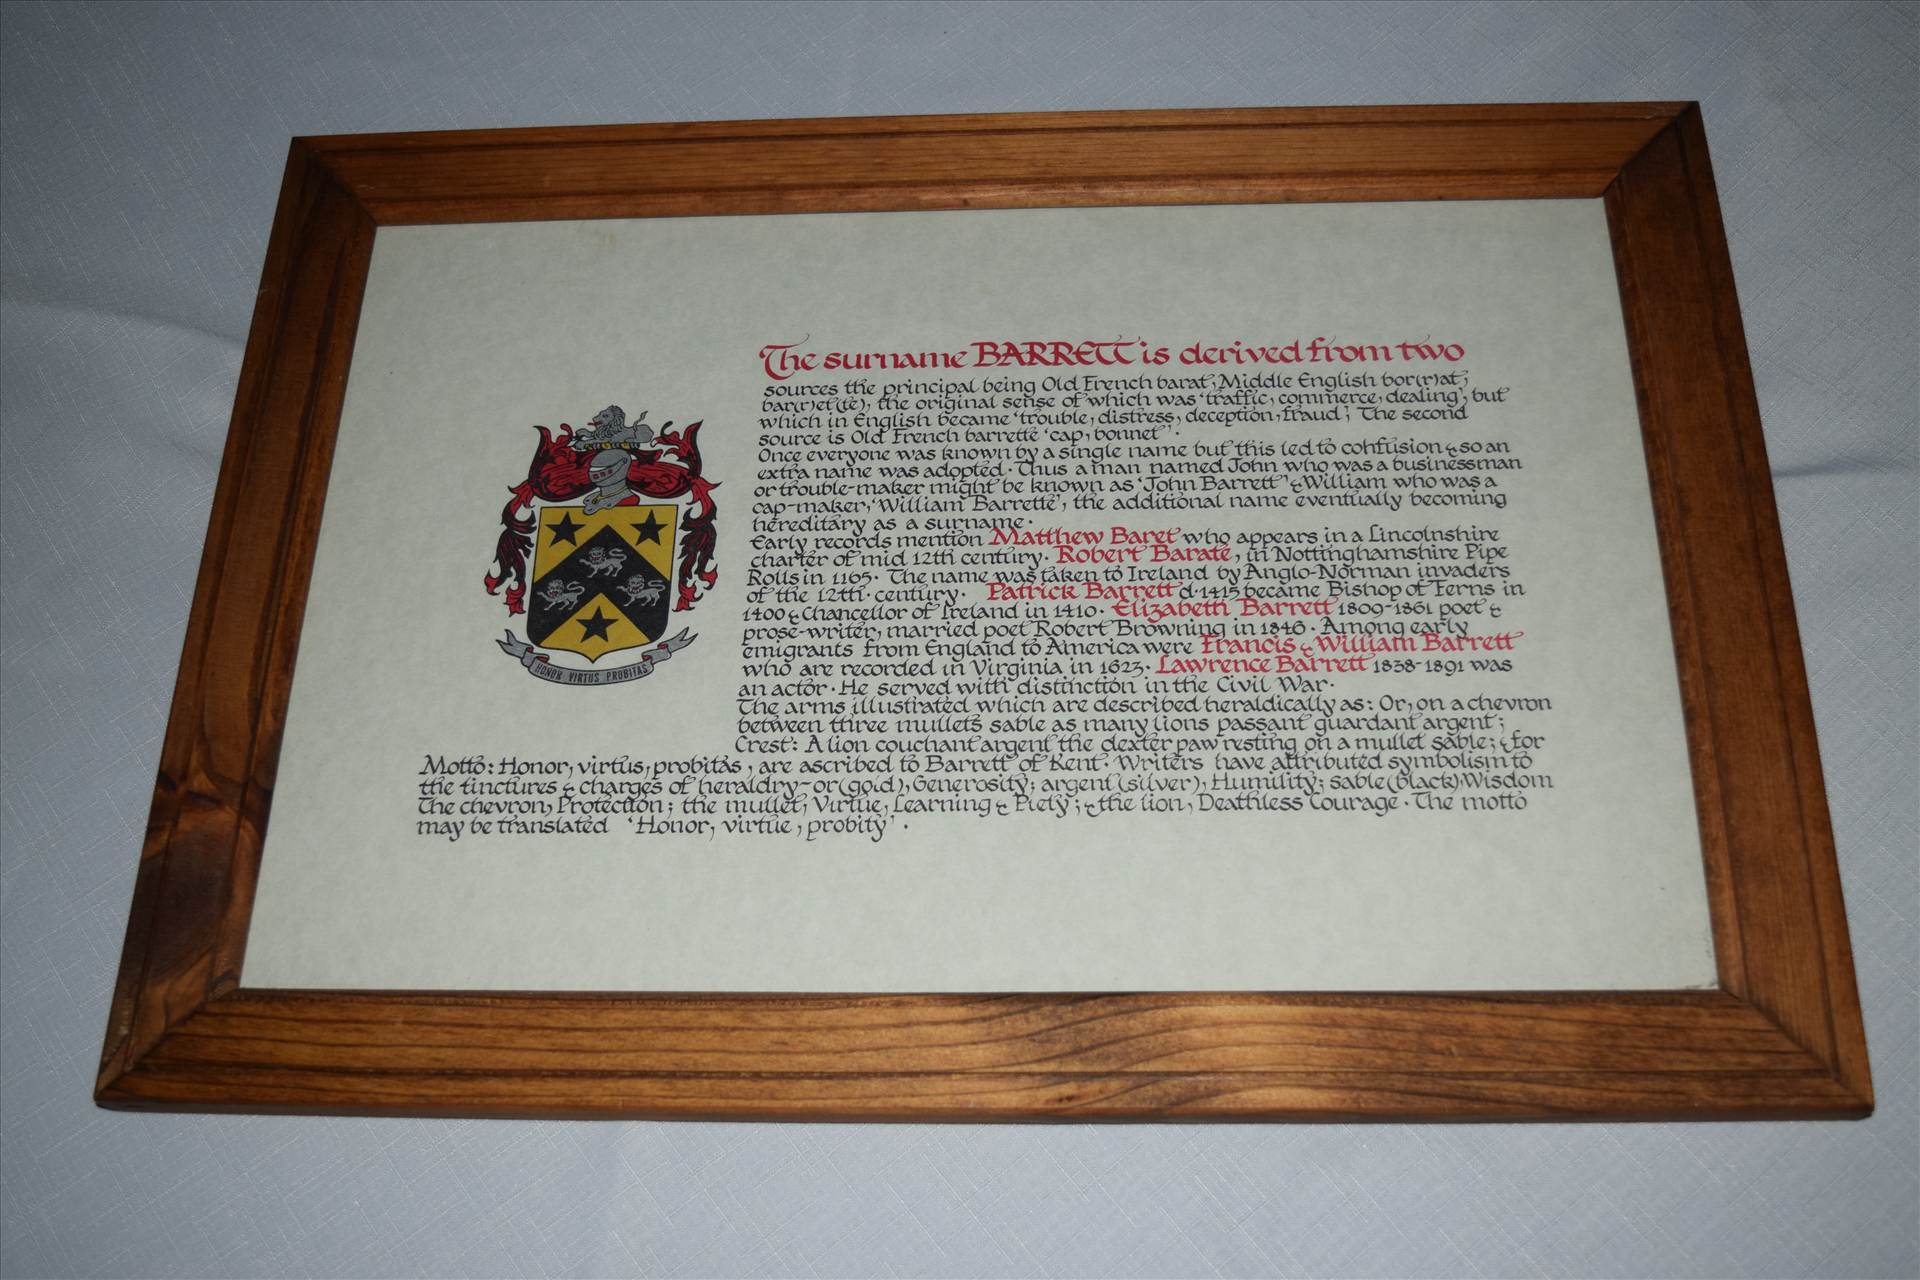 The surname BARRETT is derived from two
sources the principal being Old French barat; Middle English bor(r)at,
bar(r)et(te), the original sense of which was 'traffic, commerce, dealing', but
which in English became 'trouble, distress, deception, fraud'; The second
source is Old French barrette 'cap, bonnet'.
Once everyone was known by a single name but this led to confusion & so an
extra name was adopted. Thus a man named John who was a businessman
or trouble-maker might be known as 'John Barrett' & William who was a
cap-maker, 'William Barrette', the additional name eventually becoming
hereditary as a surname.
Early records mention Matthew Baret who appears in a Lincolnshire
charter of mid 12th century. Robert Barate, in Nottinghamshire Pipe
Rolls in 1165. The name was taken to Ireland by Anglo-Norman invaders
of the 12th. century. Patrick Barrett d. 1415 became Bishop of Ferns in
1400 & Chancellor of Ireland in 1410. Elizabeth Barrett 1809-1861 poet &
prose-writer, married poet Robert Browning in 1846. Among early
emigrants from England to America were Francis & William Barrett
who are recorded in Virginia in 1623. Lawrence Barrett 1838-1891 was
an actor. He served with distinction in the Civil War.
The arms illustrated which are described heraldically as: Or, on a chevron
between three mullets sable as many lions passant guardant argent;
Crest: A lion couchant argent the dexter paw resting on a mullet sable; & for
Motto: Honor, virtus, probitas, are ascribed to Barrett of Kent. Writers have attributed symbolism to
the tinctures & charges of heraldry - or (gold), Generosity; argent (silver), Humility; sable (black), Wisdom
The chevron, Protection; the mullet, Virtue, Learning & Piety; & the lion, Deathless Courage. The motto
may be translated 'Honor, virtue, probity'.
HONOR VIRTUS PROBITAS